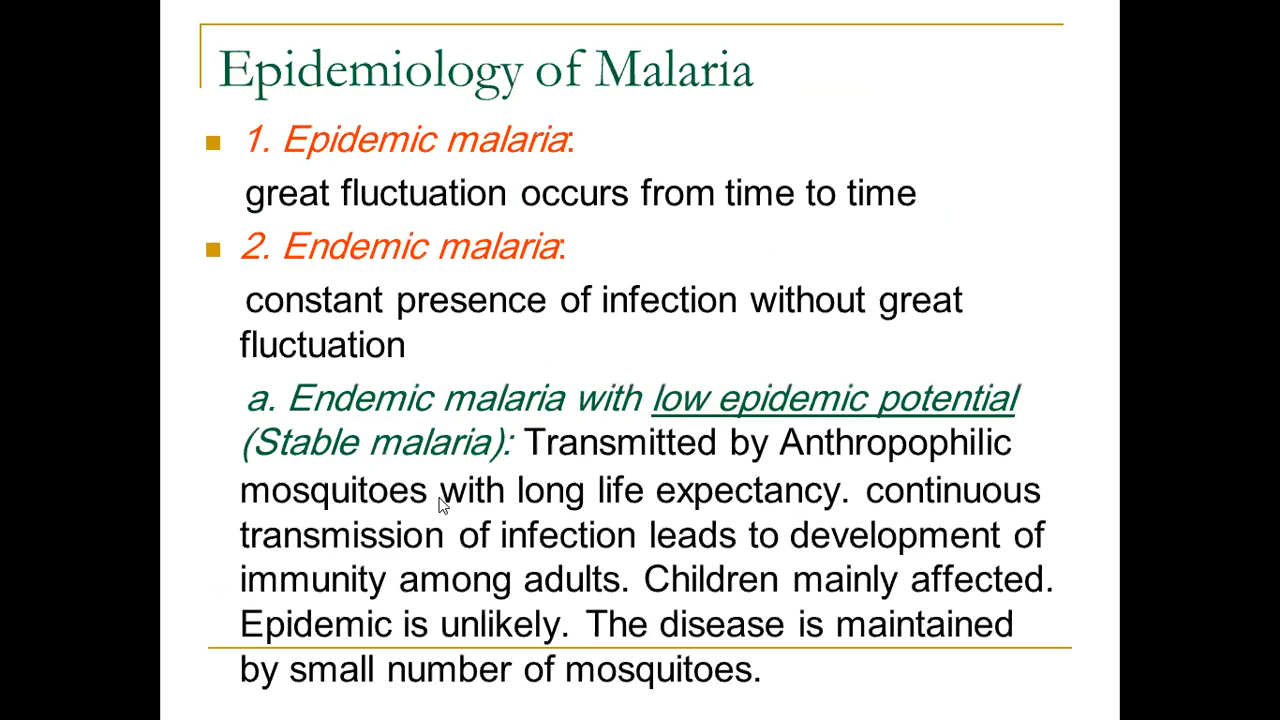 Epidemiology of Malaria
1. Epidemic malaria:
great fluctuation occurs from time to time
2. Endemic malaria:
constant presence of infection without great
fluctuation
a. Endemic malaria with low epidemic potential
(Stable malaria): Transmitted by Anthropophilic
mosquitoes with long life expectancy. continuous
transmission of infection leads to development of
immunity among adults. Children mainly affected.
Epidemic is unlikely. The disease is maintained
by small number of mosquitoes.